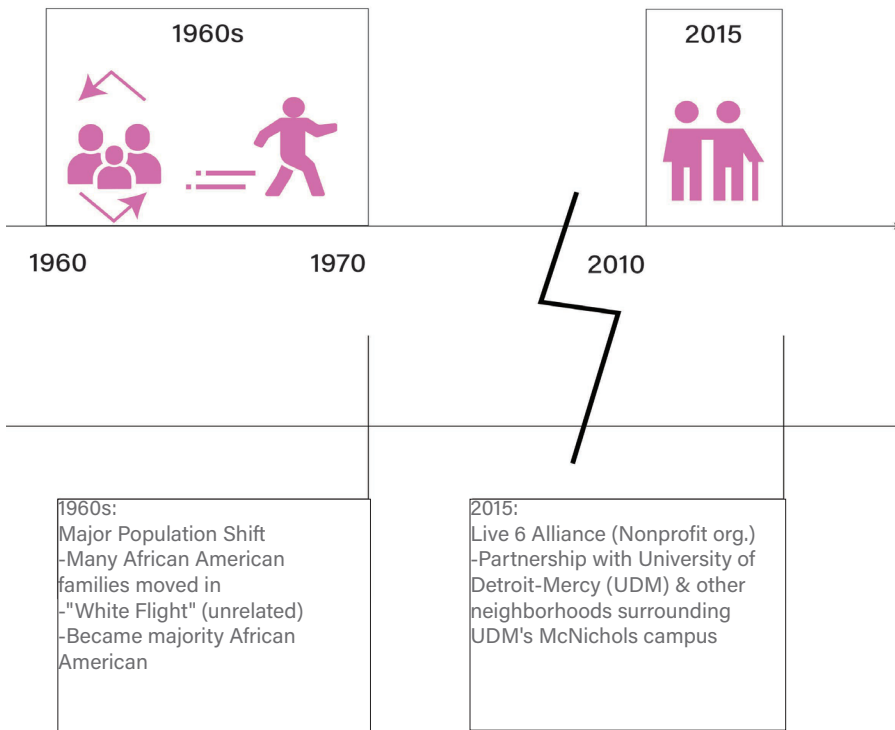 1960s
2015
1960
1970
2010
1960s:
Major Population Shift
-Many African American
families moved in
-"White Flight" (unrelated)
-Became majority African
American
2015:
Live 6 Alliance (Nonprofit org.)
-Partnership with University of
Detroit-Mercy (UDM) & other
neighborhoods surrounding
UDM's McNichols campus